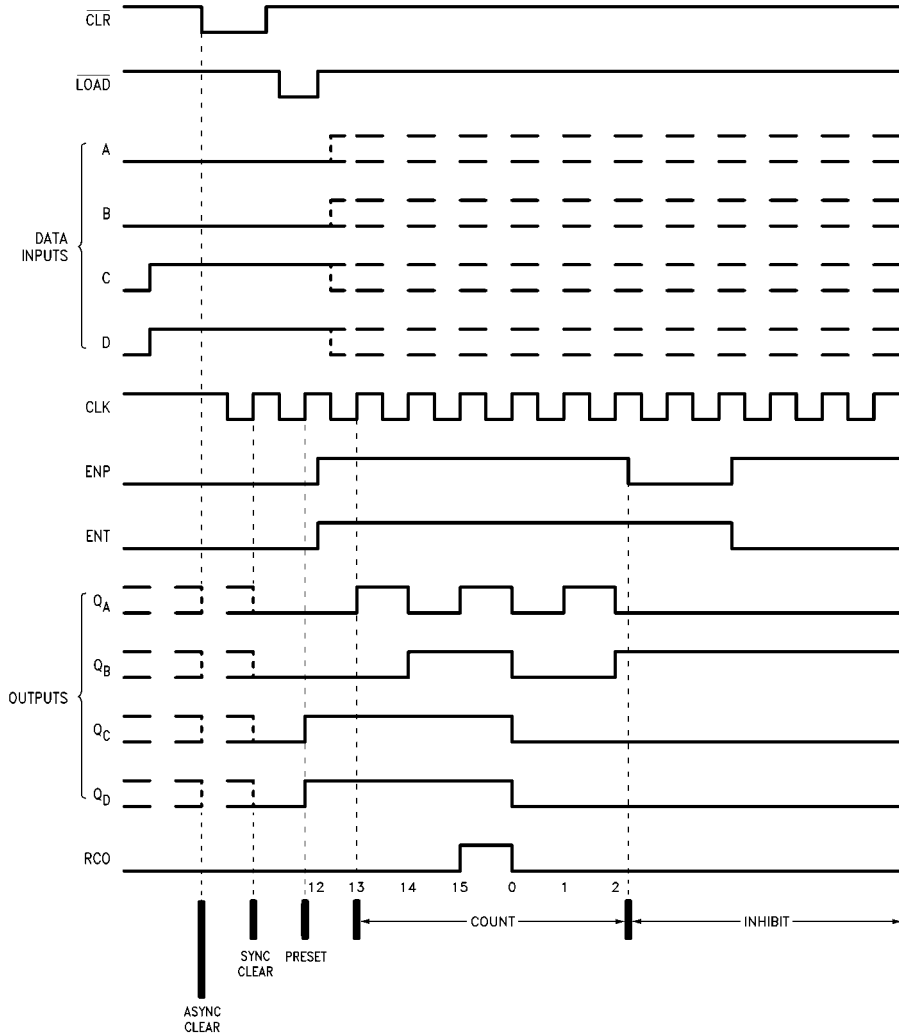 CLR
LOAD
A
B
DATA
INPUTS
C
D
CLK
ENP
ENT
QA
QB
OUTPUTS
QC
QD
RCO
12 13 14 15 0 1 2
COUNT INHIBIT
SYNC
CLEAR
PRESET
ASYNC
CLEAR